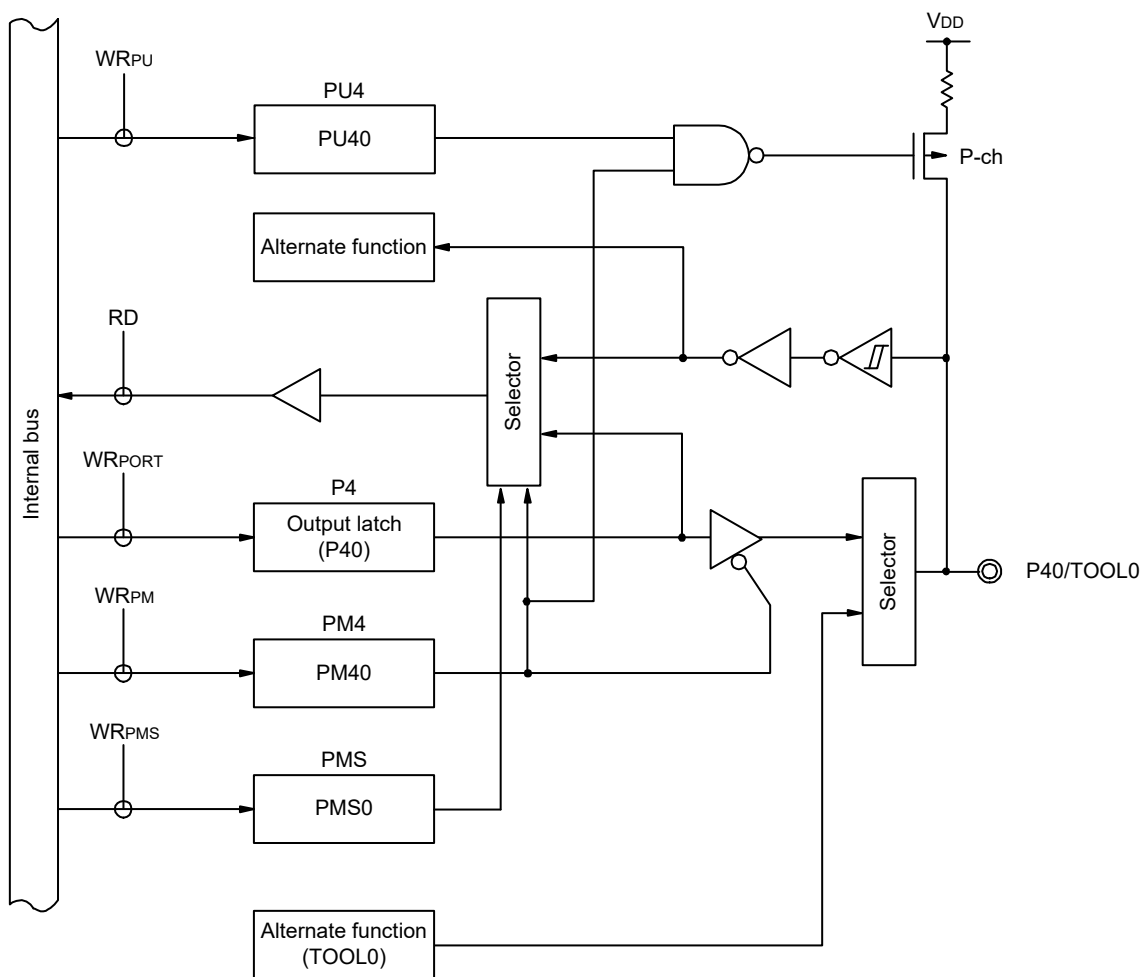 VDD
WRPU
PU4
PU40
P-ch
Alternate function
RD
Selector
Internal bus
WRPORT
P4
Output latch
(P40)
Selector
P40/TOOL0
WRPM
PM4
PM40
WRPMS
PMS
PMS0
Alternate function
(TOOL0)